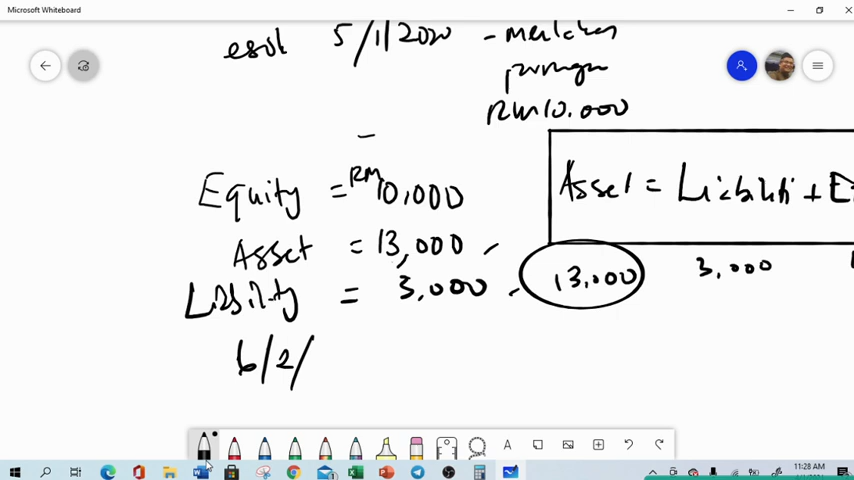 Microsoft Whiteboard
esok 5/1/2020 -
RM10.000
Equity = RM10,000
Asset = Liabiliti + E
Asset = 13,000
13,000 3,000
Liability = 3,000
6/2/
A
11:28 AM